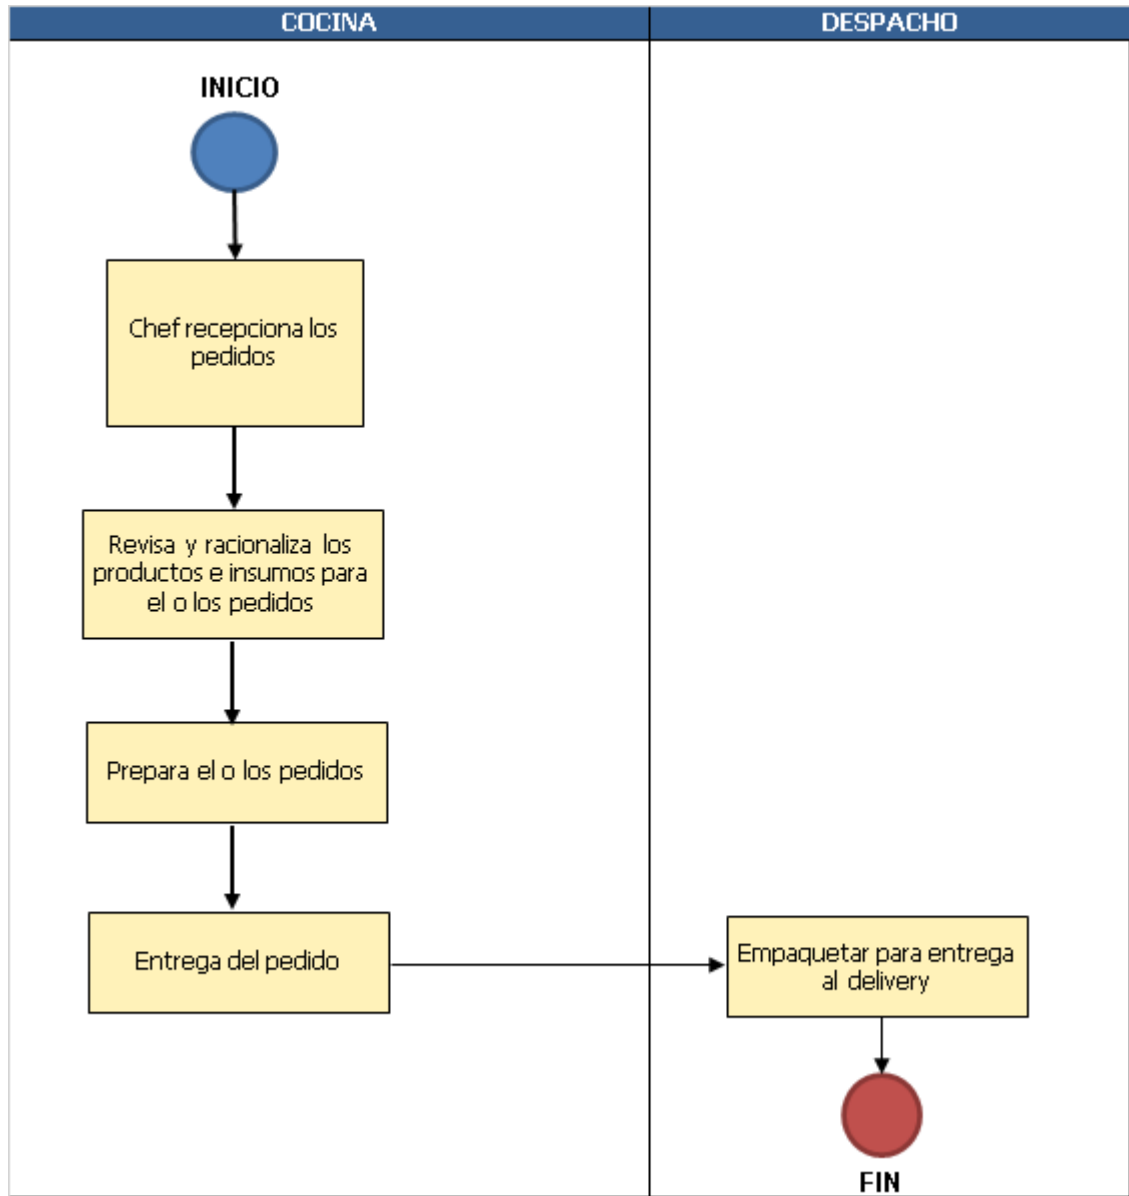 COCINA
DESPACHO
INICIO
Chef recepciona los
pedidos
Revisa y racionaliza los
productos e insumos para
el o los pedidos
Prepara el o los pedidos
Entrega del pedido
Empaquetar para entrega
al delivery
FIN